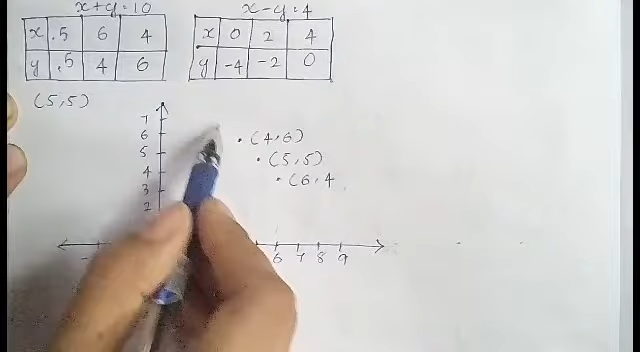 x+y=10 x-y=4
x .5 6 4 x 0 2 4
y .5 4 6 y -4 -2 0
(5,5)
7
6 .(4,6)
5 .(5,5)
4 .(6,4
3
2
6 7 8 9